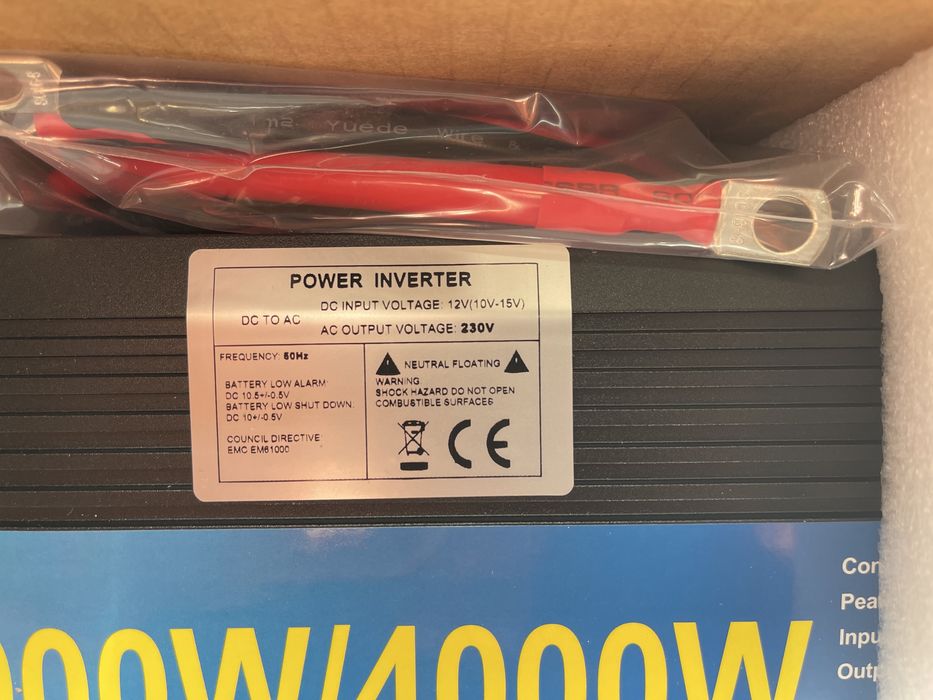 Yuede Wire &
POWER INVERTER
DC TO AC
DC INPUT VOLTAGE: 12V(10V-15V)
AC OUTPUT VOLTAGE: 230V
FREQUENCY: 50Hz
BATTERY LOW ALARM:
DC 10.5+/-0.5V
BATTERY LOW SHUT DOWN:
DC 10+/-0.5V
COUNCIL DIRECTIVE
EMC EM61000
NEUTRAL FLOATING
WARNING:
SHOCK HAZARD DO NOT OPEN
COMBUSTIBLE SURFACES
CE
000W/4000W
Con
Pea
Inpu
Outp